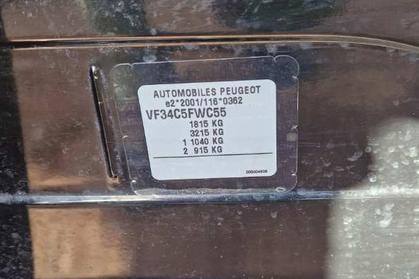 AUTOMOBILES PEUGEOT
e2*2001/116*0362
VF34C5FWC55
1815 KG
3215 KG
1 1040 KG
2 915 KG